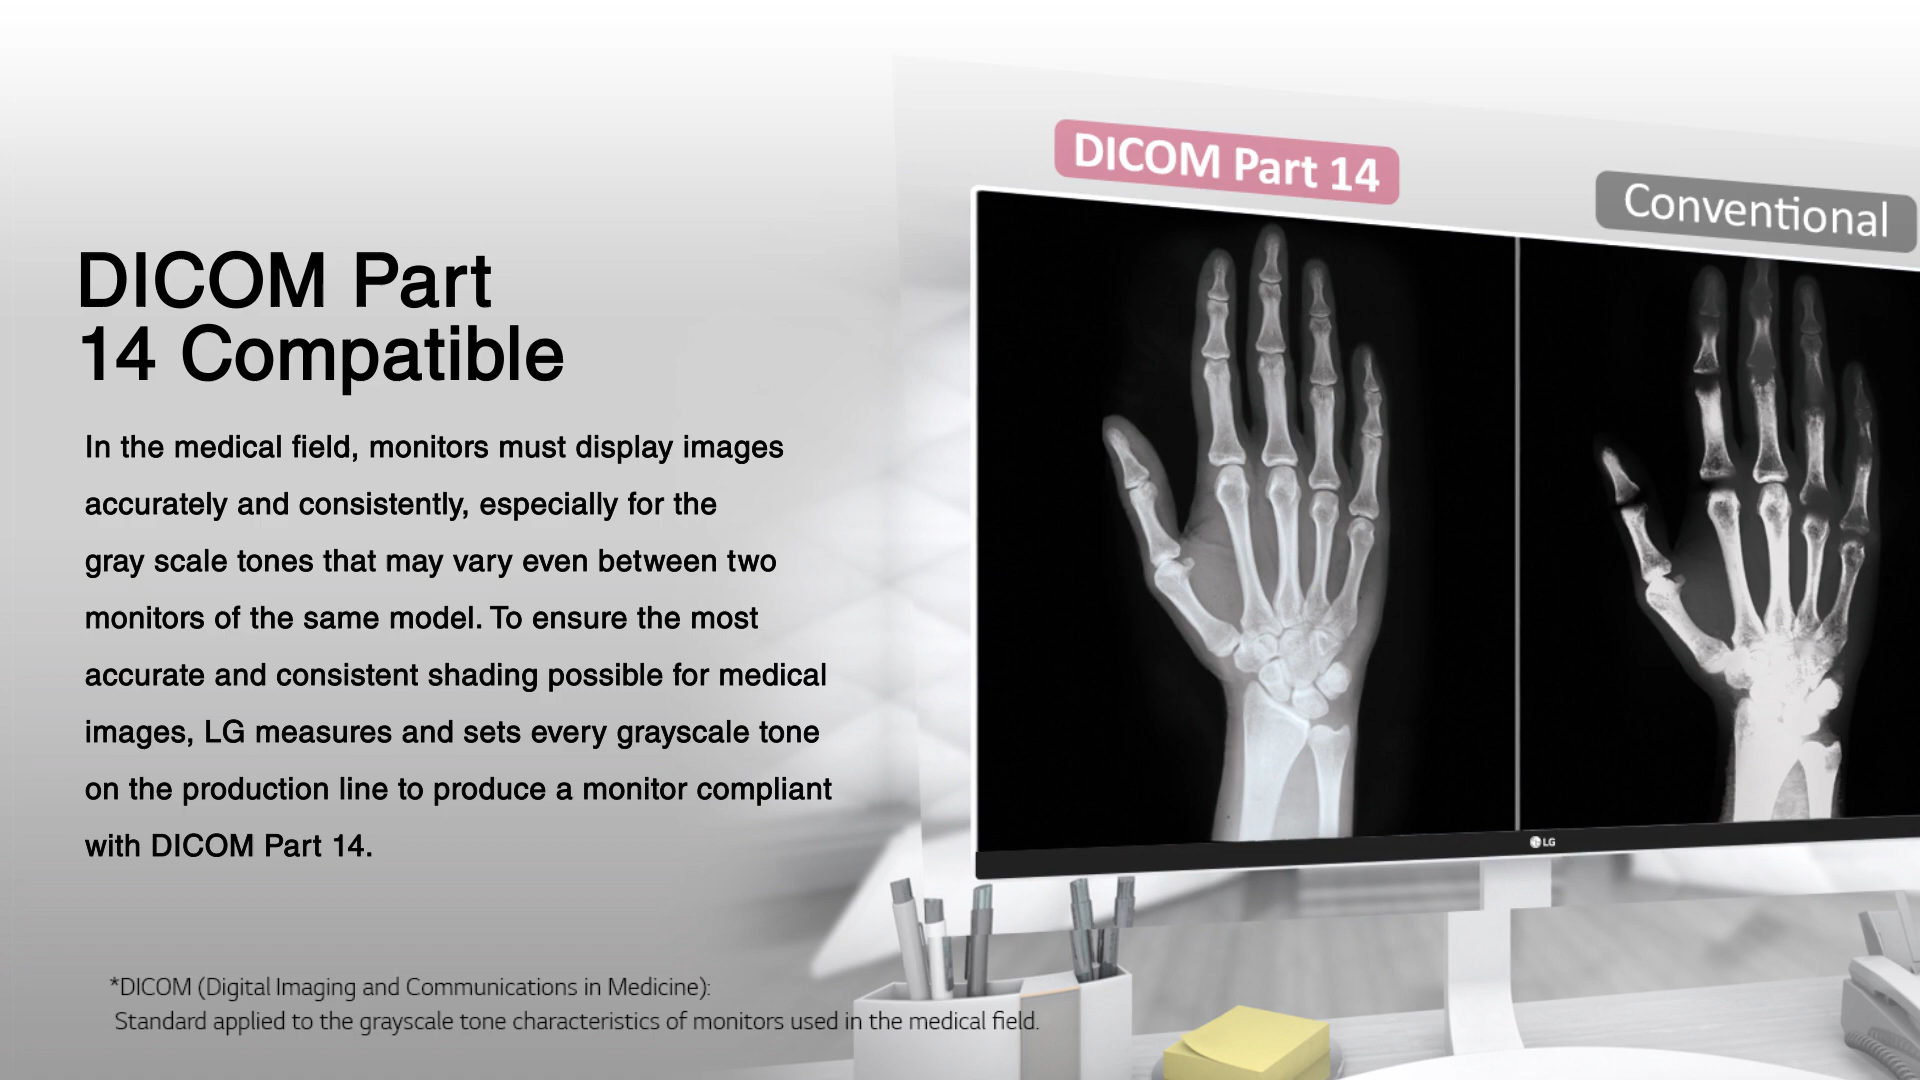 DICOM Part
14 Compatible
In the medical field, monitors must display images
accurately and consistently, especially for the
gray scale tones that may vary even between two
monitors of the same model. To ensure the most
accurate and consistent shading possible for medical
images, LG measures and sets every grayscale tone
on the production line to produce a monitor compliant
with DICOM Part 14.
*DICOM (Digital Imaging and Communications in Medicine):
Standard applied to the grayscale tone characteristics of monitors used in the medical field.
DICOM Part 14
Conventional
LG